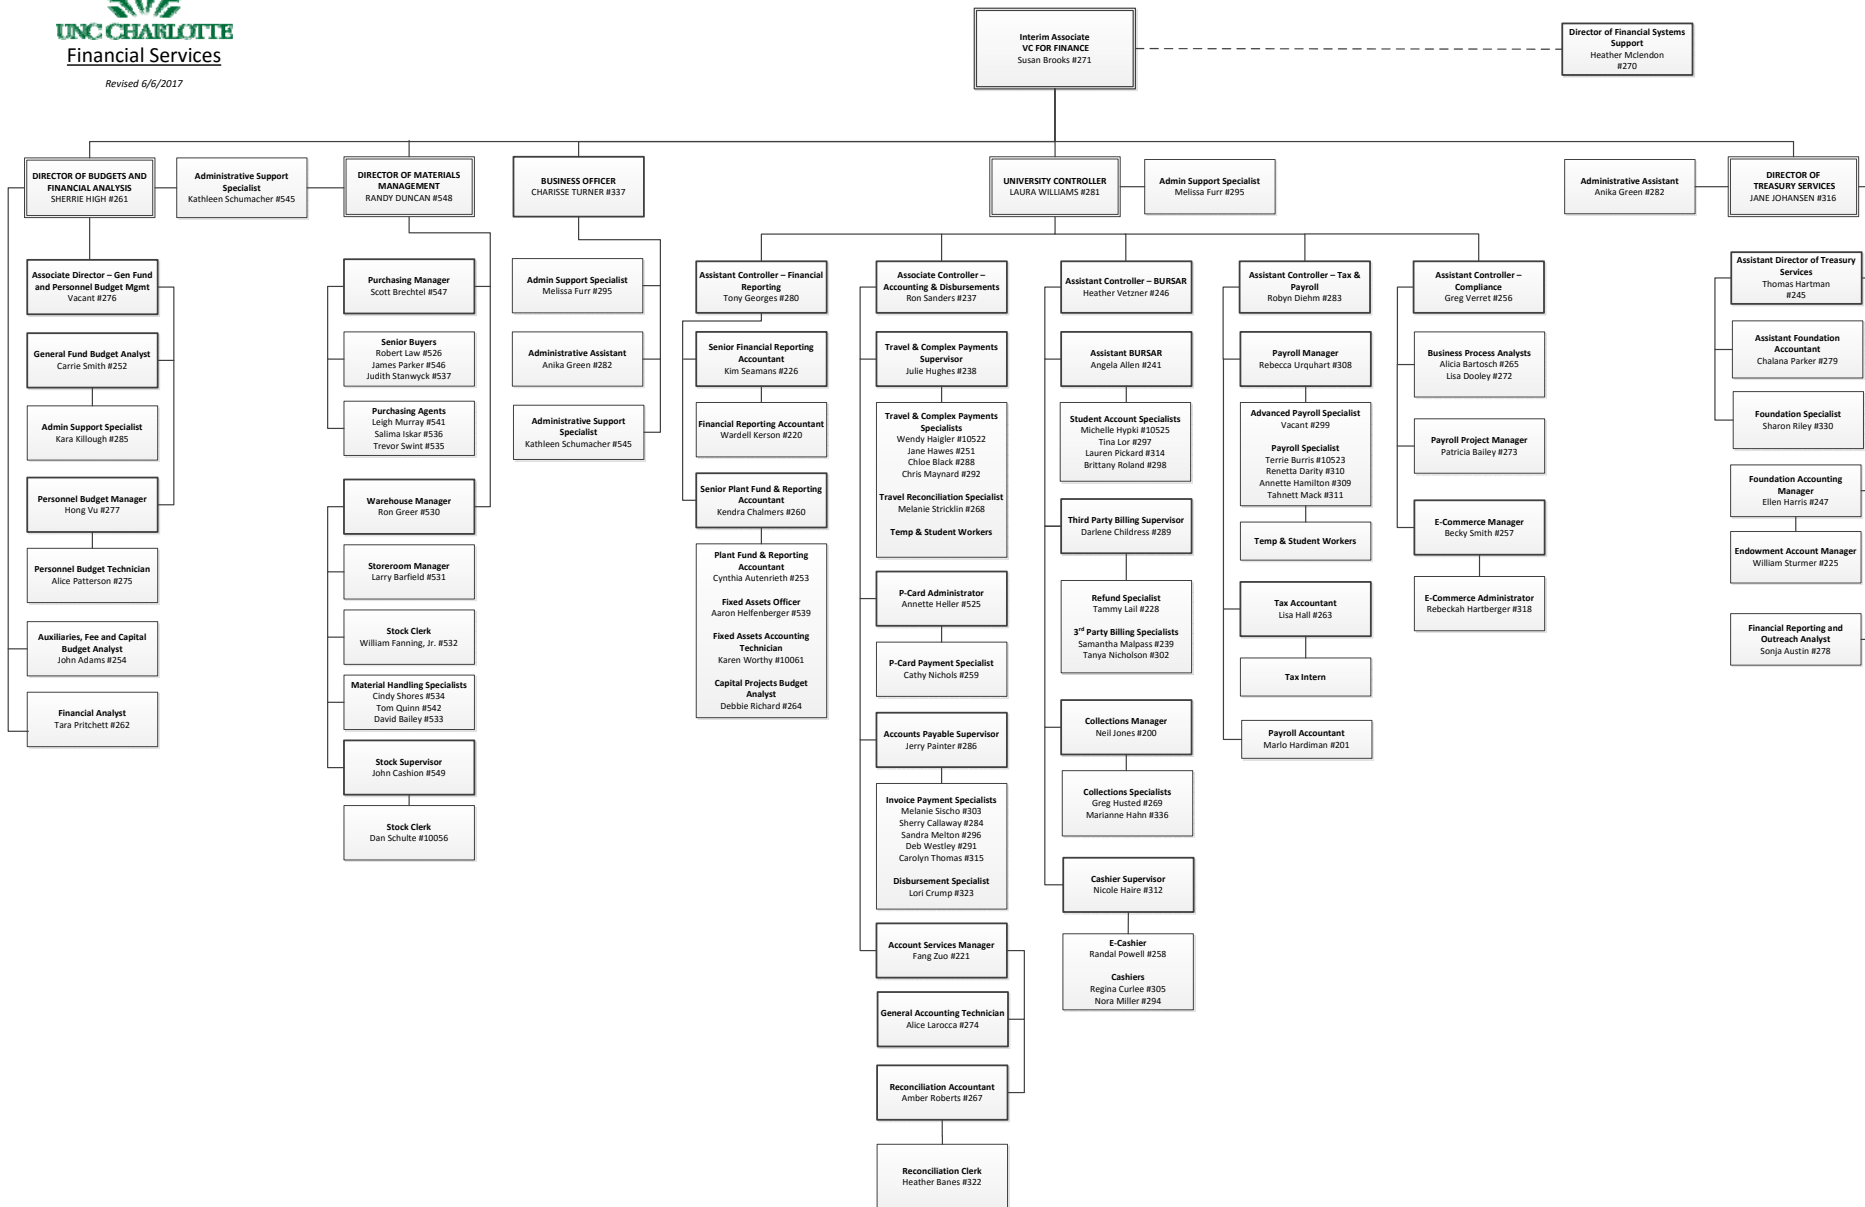 UNC CHARLOTTE
Financial Services
Revised 6/6/2017
Interim Associate
VC FOR FINANCE
Susan Brooks #271
Director of Financial Systems
Support
Heather Mclendon
#270
DIRECTOR OF BUDGETS AND
FINANCIAL ANALYSIS
SHERRIE HIGH #261
Administrative Support
Specialist
Kathleen Schumacher #545
DIRECTOR OF MATERIALS
MANAGEMENT
RANDY DUNCAN #548
BUSINESS OFFICER
CHARISSE TURNER #337
UNIVERSITY CONTROLLER
LAURA WILLIAMS #281
Admin Support Specialist
Melissa Furr #295
Administrative Assistant
Anika Green #282
DIRECTOR OF
TREASURY SERVICES
JANE JOHANSEN #316
Associate Director – Gen Fund
and Personnel Budget Mgmt
Vacant #276
General Fund Budget Analyst
Carrie Smith #252
Admin Support Specialist
Kara Killough #285
Personnel Budget Manager
Hong Vu #277
Personnel Budget Technician
Alice Patterson #275
Auxiliaries, Fee and Capital
Budget Analyst
John Adams #254
Financial Analyst
Tara Pritchett #262
Purchasing Manager
Scott Brechtel #547
Senior Buyers
Robert Law #526
James Parker #546
Judith Stanwyck #537
Purchasing Agents
Leigh Murray #541
Salima Iskar #536
Trevor Swint #535
Warehouse Manager
Ron Greer #530
Storeroom Manager
Larry Barfield #531
Stock Clerk
William Fanning, Jr. #532
Material Handling Specialists
Cindy Shores #534
Tom Quinn #542
David Bailey #533
Stock Supervisor
John Cashion #549
Stock Clerk
Dan Schulte #10056
Admin Support Specialist
Melissa Furr #295
Administrative Assistant
Anika Green #282
Administrative Support
Specialist
Kathleen Schumacher #545
Assistant Controller – Financial
Reporting
Tony Georges #280
Senior Financial Reporting
Accountant
Kim Seamans #226
Financial Reporting Accountant
Wardell Kerson #220
Senior Plant Fund & Reporting
Accountant
Kendra Chalmers #260
Plant Fund & Reporting
Accountant
Cynthia Autenrieth #253
Fixed Assets Officer
Aaron Helfenberger #539
Fixed Assets Accounting
Technician
Karen Worthy #10061
Capital Projects Budget
Analyst
Debbie Richard #264
Associate Controller –
Accounting & Disbursements
Ron Sanders #237
Travel & Complex Payments
Supervisor
Julie Hughes #238
Travel & Complex Payments
Specialists
Wendy Haigler #10522
Jane Hawes #251
Chloe Black #288
Chris Maynard #292
Travel Reconciliation Specialist
Melanie Stricklin #268
Temp & Student Workers
P-Card Administrator
Annette Heller #525
P-Card Payment Specialist
Cathy Nichols #259
Accounts Payable Supervisor
Jerry Painter #286
Invoice Payment Specialists
Melanie Sischo #303
Sherry Callaway #284
Sandra Melton #296
Deb Westley #291
Carolyn Thomas #315
Disbursement Specialist
Lori Crump #323
Account Services Manager
Fang Zuo #221
General Accounting Technician
Alice Larocca #274
Reconciliation Accountant
Amber Roberts #267
Reconciliation Clerk
Heather Banes #322
Assistant Controller – BURSAR
Heather Vetzner #246
Assistant BURSAR
Angela Allen #241
Student Account Specialists
Michelle Hypki #10525
Tina Lor #297
Lauren Pickard #314
Brittany Roland #298
Third Party Billing Supervisor
Darlene Childress #289
Refund Specialist
Tammy Lail #228
3rd Party Billing Specialists
Samantha Malpass #239
Tanya Nicholson #302
Collections Manager
Neil Jones #200
Collections Specialists
Greg Husted #269
Marianne Hahn #336
Cashier Supervisor
Nicole Haire #312
E-Cashier
Randal Powell #258
Cashiers
Regina Curlee #305
Nora Miller #294
Assistant Controller – Tax &
Payroll
Robyn Diehm #283
Payroll Manager
Rebecca Urquhart #308
Advanced Payroll Specialist
Vacant #299
Payroll Specialist
Terrie Burris #10523
Renetta Darity #310
Annette Hamilton #309
Tahnett Mack #311
Temp & Student Workers
Tax Accountant
Lisa Hall #263
Tax Intern
Payroll Accountant
Marlo Hardiman #201
Assistant Controller –
Compliance
Greg Verret #256
Business Process Analysts
Alicia Bartosch #265
Lisa Dooley #272
Payroll Project Manager
Patricia Bailey #273
E-Commerce Manager
Becky Smith #257
E-Commerce Administrator
Rebeckah Hartberger #318
Assistant Director of Treasury
Services
Thomas Hartman
#245
Assistant Foundation
Accountant
Chalana Parker #279
Foundation Specialist
Sharon Riley #330
Foundation Accounting
Manager
Ellen Harris #247
Endowment Account Manager
William Sturmer #225
Financial Reporting and
Outreach Analyst
Sonja Austin #278